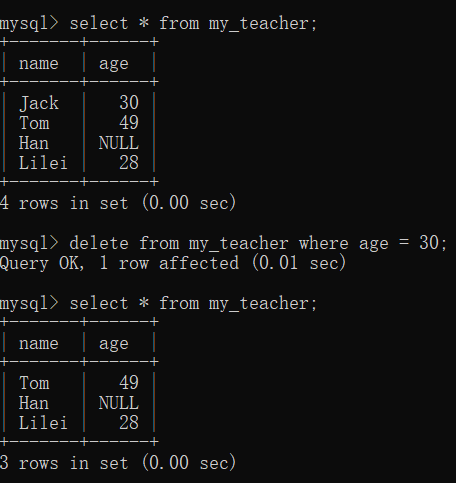 mysql> select * from my_teacher;
+-------+------+
| name  | age  |
+-------+------+
| Jack  |   30 |
| Tom   |   49 |
| Han   | NULL |
| Lilei |   28 |
+-------+------+
4 rows in set (0.00 sec)
mysql> delete from my_teacher where age = 30;
Query OK, 1 row affected (0.01 sec)
mysql> select * from my_teacher;
+-------+------+
| name  | age  |
+-------+------+
| Tom   |   49 |
| Han   | NULL |
| Lilei |   28 |
+-------+------+
3 rows in set (0.00 sec)